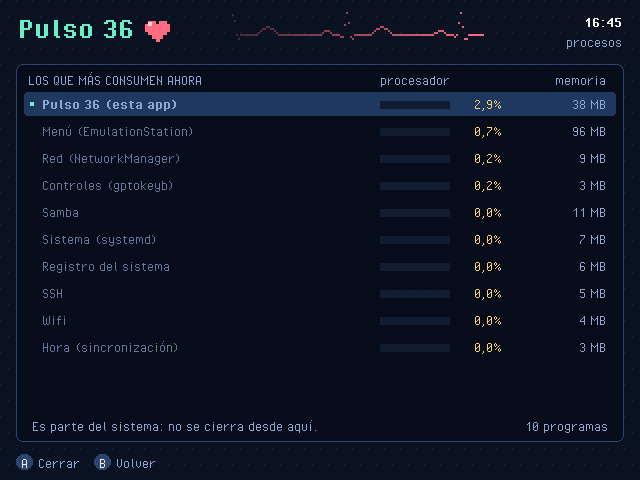 Pulso 36
16:45
procesos
LOS QUE MÁS CONSUMEN AHORA procesador memoria
Pulso 36 (esta app) 2,9% 38 MB
Menú (EmulationStation) 0,7% 96 MB
Red (NetworkManager) 0,2% 9 MB
Controles (gptokeyb) 0,2% 3 MB
Samba 0,0% 11 MB
Sistema (systemd) 0,0% 7 MB
Registro del sistema 0,0% 6 MB
SSH 0,0% 5 MB
Wifi 0,0% 4 MB
Hora (sincronización) 0,0% 3 MB
Es parte del sistema: no se cierra desde aquí. 10 programas
A Cerrar B Volver